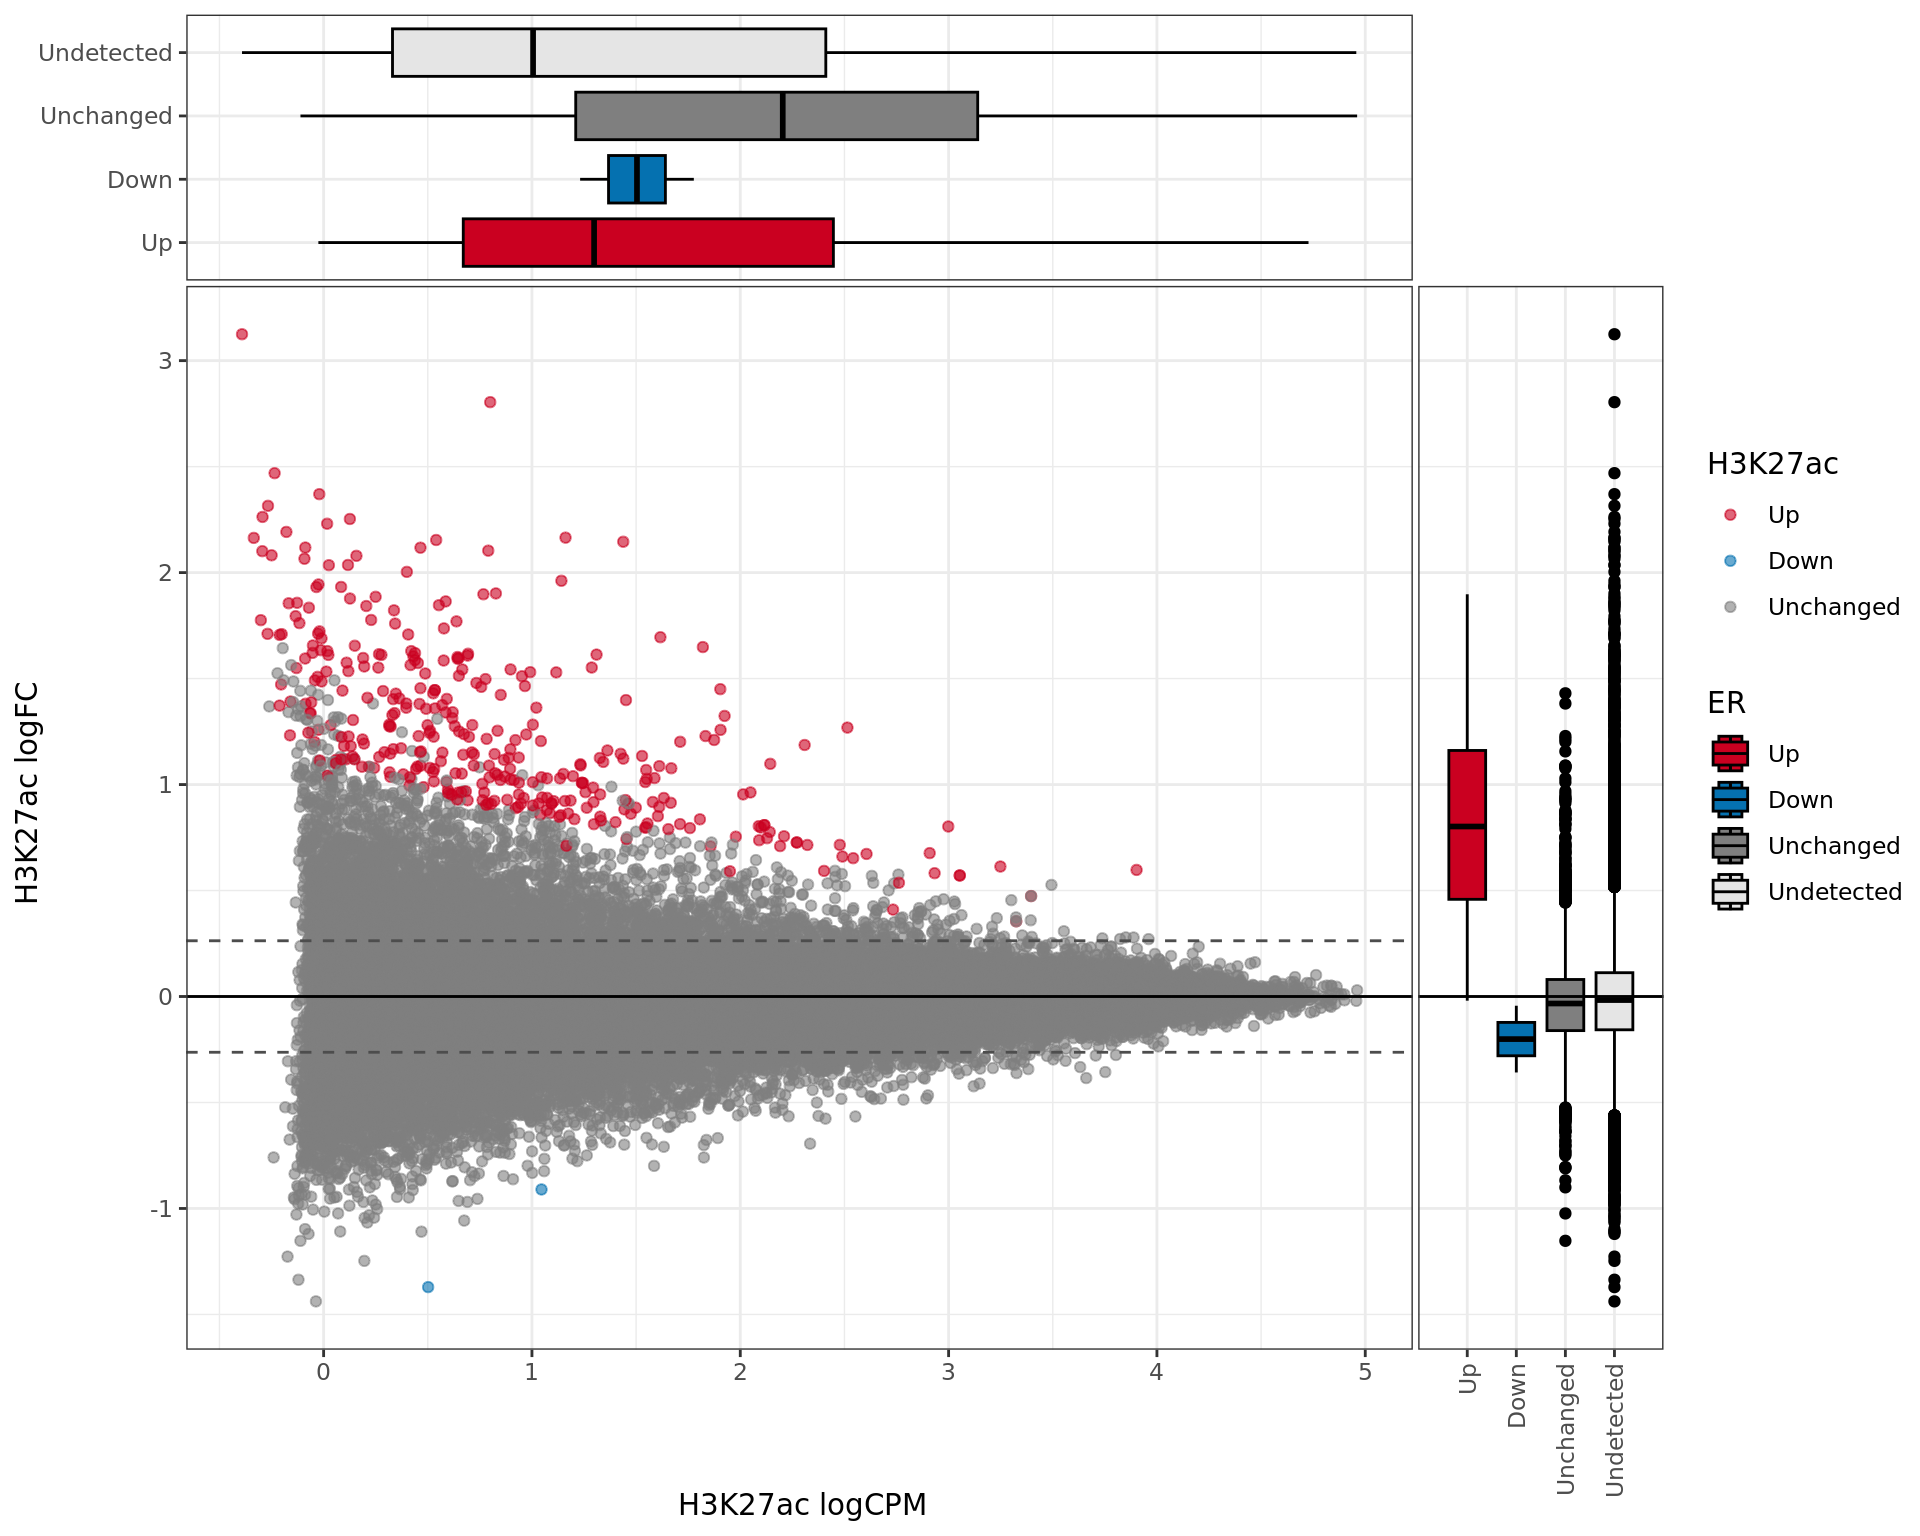 Undetected
Unchanged
Down
Up
3
2
1
0
-1
H3K27ac logFC
0
1
2
3
4
5
H3K27ac logCPM
Up
Down
Unchanged
Undetected
H3K27ac
Up
Down
Unchanged
ER
Up
Down
Unchanged
Undetected